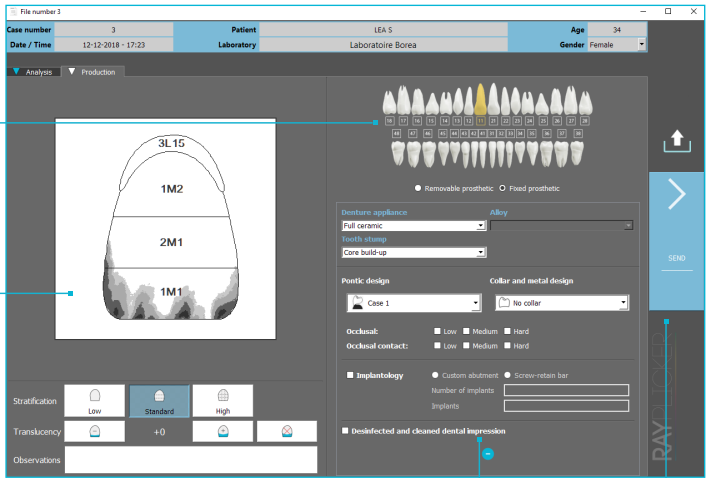 File number 3
Case number 3 Patient LEA S Age 34
Date / Time 12-12-2018 - 17:23 Laboratory Laboratoire Borea Gender Female
Analysis Production
18 17 16 15 14 13 12 11 21 22 23 24 25 26 27 28
48 47 46 45 44 43 42 41 31 32 33 34 35 36 37 38
3L15
1M2
2M1
1M1
Removable prosthetic Fixed prosthetic
Denture appliance Alloy
Full ceramic
Tooth stump
Core build-up
Pontic design Collar and metal design
Case 1 No collar
Occlusal: Low Medium Hard
Occlusal contact: Low Medium Hard
Implantology Custom abutment Screw-retain bar
Number of implants
Implants
Desinfected and cleaned dental impression
Stratification Low Standard High
Translucency +0
Observations
SEND
RAYPLICKER